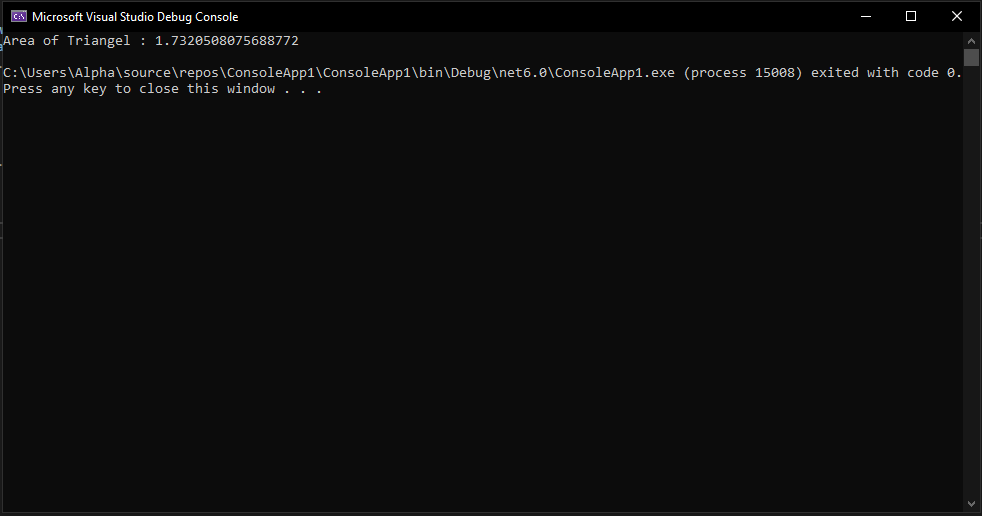 Microsoft Visual Studio Debug Console
Area of Triangel : 1.7320508075688772
C:\Users\Alpha\source\repos\ConsoleApp1\ConsoleApp1\bin\Debug\net6.0\ConsoleApp1.exe (process 15008) exited with code 0.
Press any key to close this window . . .